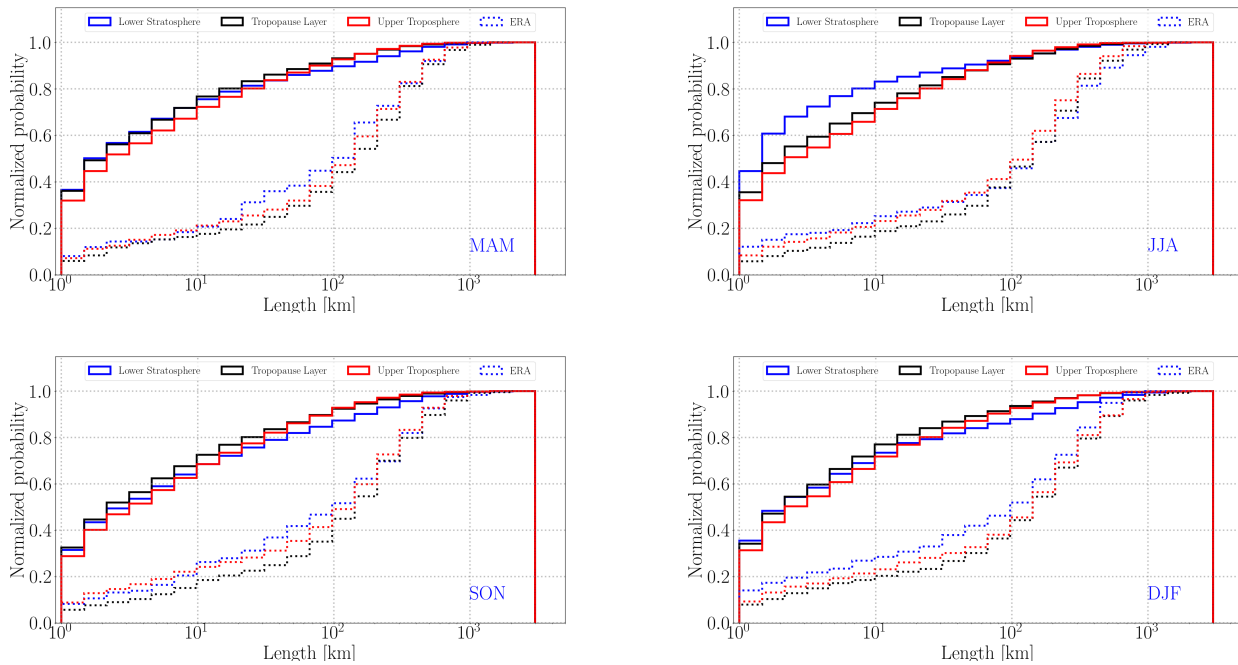 Lower Stratosphere Tropopause Layer Upper Troposphere ERA
Normalized probability
1.0
0.8
0.6
0.4
0.2
0.0
MAM
10^0 10^1 10^2 10^3
Length [km]
Lower Stratosphere Tropopause Layer Upper Troposphere ERA
Normalized probability
1.0
0.8
0.6
0.4
0.2
0.0
JJA
10^0 10^1 10^2 10^3
Length [km]
Lower Stratosphere Tropopause Layer Upper Troposphere ERA
Normalized probability
1.0
0.8
0.6
0.4
0.2
0.0
SON
10^0 10^1 10^2 10^3
Length [km]
Lower Stratosphere Tropopause Layer Upper Troposphere ERA
Normalized probability
1.0
0.8
0.6
0.4
0.2
0.0
DJF
10^0 10^1 10^2 10^3
Length [km]